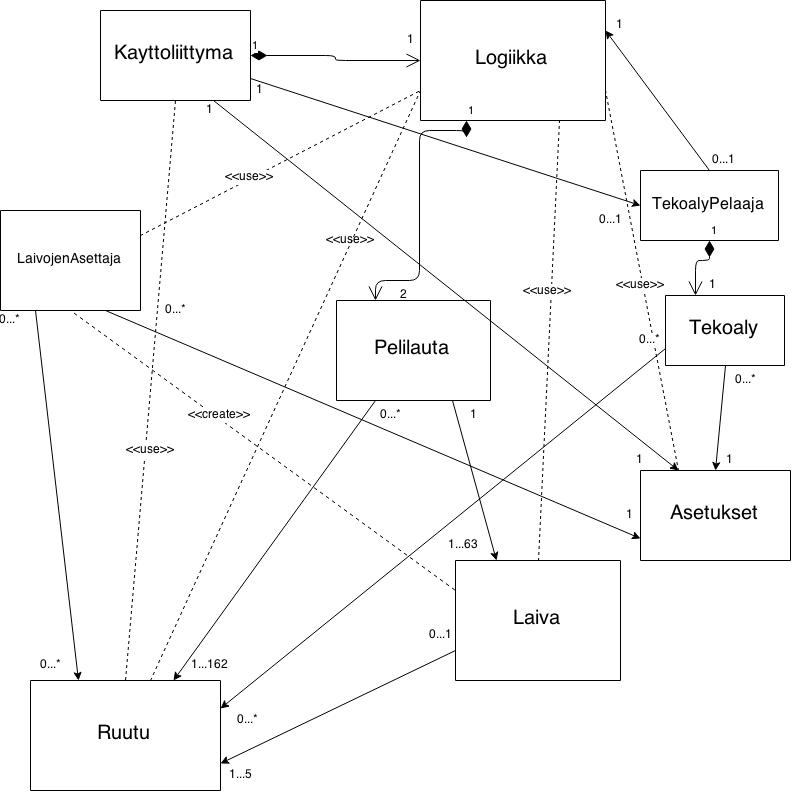 Kayttoliittyma
1
1
Logiikka
1
1
1
1
0...1
TekoalyPelaaja
<<use>>
0...1
1
LaivojenAsettaja
<<use>>
<<use>>
<<use>>
1
2
0...*
0...*
Tekoaly
0...*
Pelilauta
0...*
<<create>>
0...*
1
<<use>>
1
1
Asetukset
1
1...63
Laiva
0...1
0...*
1...162
Ruutu
0...*
1...5